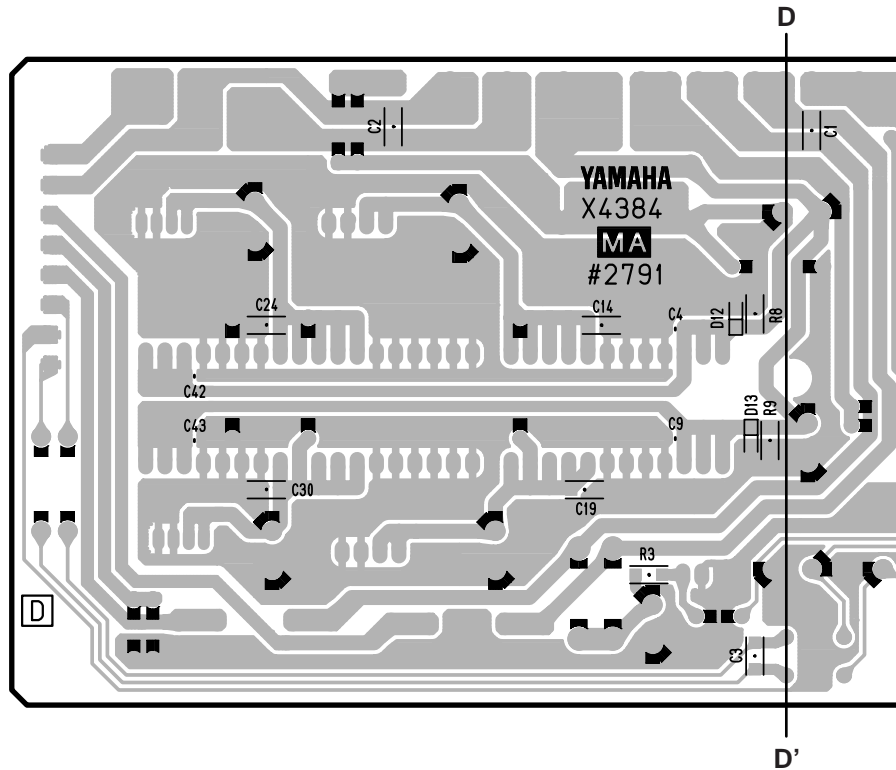 D
C2
C1
YAMAHA
X4384
MA
#2791
C24
C14
C4
D12
R8
C42
C43
C9
D13
R9
C30
C19
R3
D
C3
D’